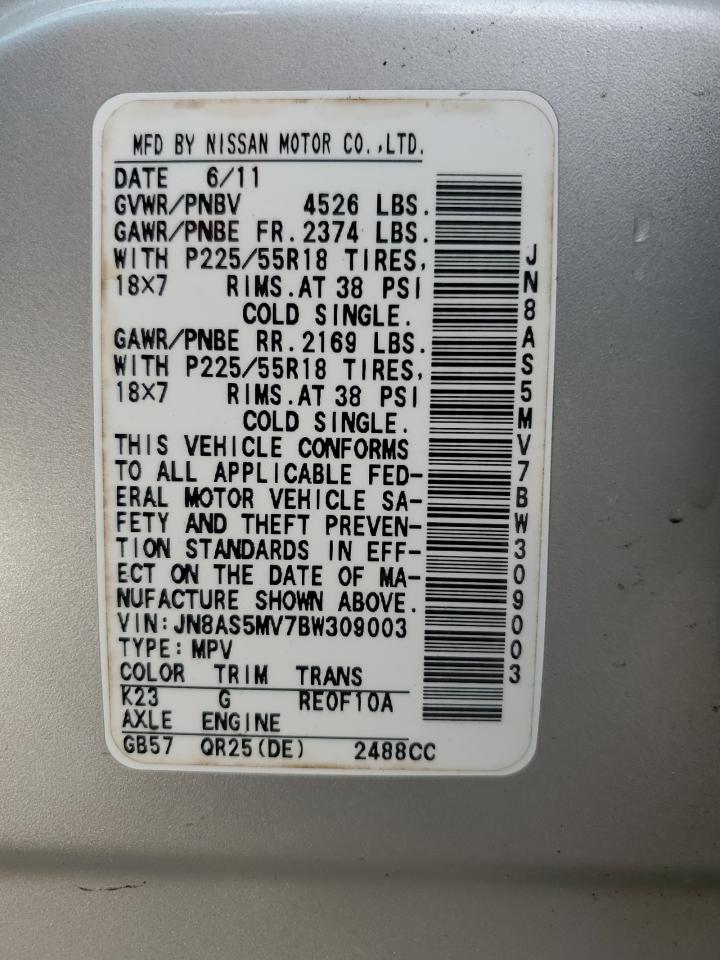 MFD BY NISSAN MOTOR CO.,LTD.
DATE 6/11
GVWR/PNBV 4526 LBS.
GAWR/PNBE FR.2374 LBS.
WITH P225/55R18 TIRES,
18X7 RIMS.AT 38 PSI
COLD SINGLE.
GAWR/PNBE RR.2169 LBS.
WITH P225/55R18 TIRES,
18X7 RIMS.AT 38 PSI
COLD SINGLE.
THIS VEHICLE CONFORMS
TO ALL APPLICABLE FED-
ERAL MOTOR VEHICLE SA-
FETY AND THEFT PREVEN-
TION STANDARDS IN EFF-
ECT ON THE DATE OF MA-
NUFACTURE SHOWN ABOVE.
VIN:JN8AS5MV7BW309003
TYPE:MPV
COLOR TRIM TRANS
K23 G RE0F10A
AXLE ENGINE
GB57 QR25(DE) 2488CC
JN8AS5MV7BW309003